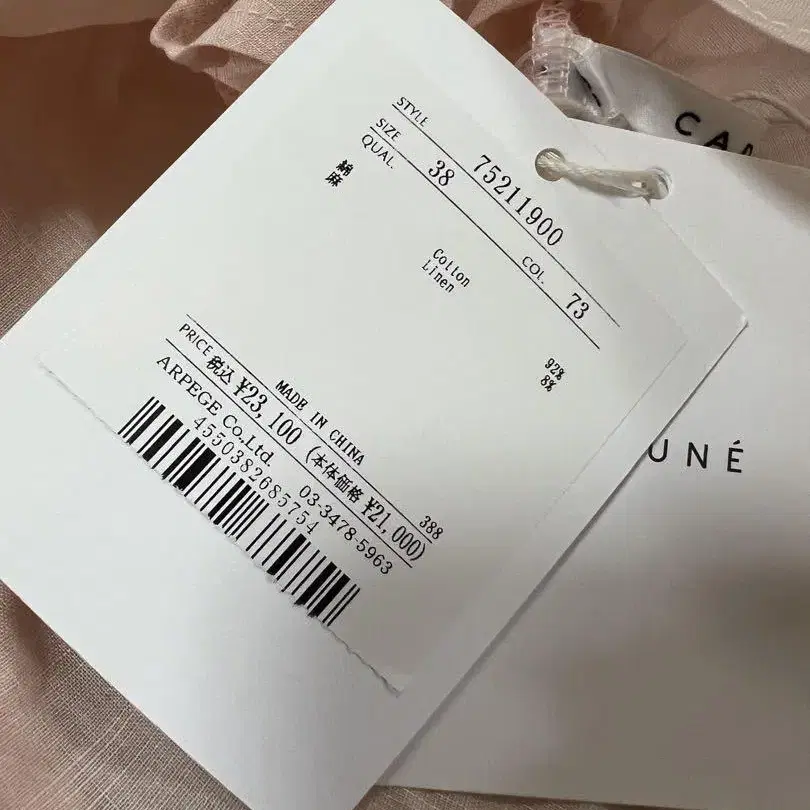 STYLE 75211900
SIZE 38 COL. 73
QUAL.
綿 Cotton 92%
麻 Linen 8%
MADE IN CHINA 388
PRICE 税込 ¥23,100 (本体価格 ¥21,000)
ARPEGE Co.,Ltd. 03-3478-5963
4550382685754
CAN
UNÉ